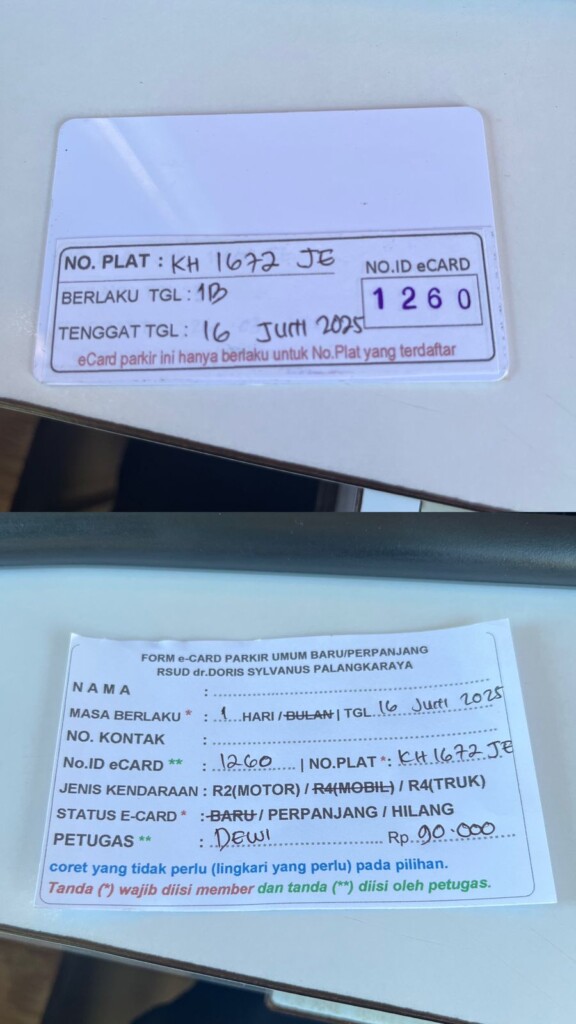 NO. PLAT : KH 1672 JE
NO.ID eCARD
BERLAKU TGL : 1B
1260
TENGGAT TGL : 16 Juni 2025
eCard parkir ini hanya berlaku untuk No.Plat yang terdaftar
FORM e-CARD PARKIR UMUM BARU/PERPANJANG
RSUD dr.DORIS SYLVANUS PALANGKARAYA
NAMA :
MASA BERLAKU * : 1 HARI / BULAN | TGL. 16 Juni 2025
NO. KONTAK :
No.ID eCARD ** : 1260 | NO.PLAT *: KH 1672 JE
JENIS KENDARAAN : R2(MOTOR) / R4(MOBIL) / R4(TRUK)
STATUS E-CARD * : BARU / PERPANJANG / HILANG
PETUGAS ** : DEWI Rp. 90.000
coret yang tidak perlu (lingkari yang perlu) pada pilihan.
Tanda (*) wajib diisi member dan tanda (**) diisi oleh petugas.